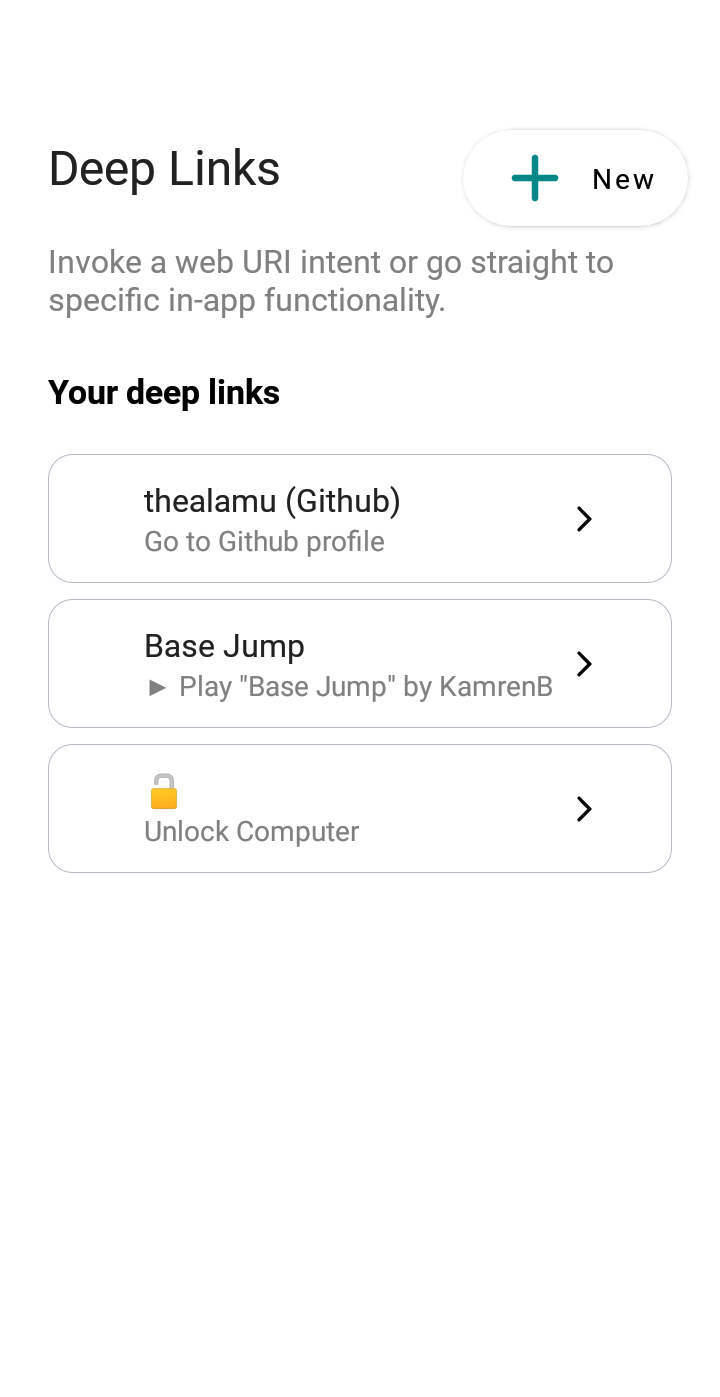 Deep Links
New
Invoke a web URI intent or go straight to
specific in-app functionality.
Your deep links
thealamu (Github)
Go to Github profile
Base Jump
► Play "Base Jump" by KamrenB
🔓
Unlock Computer